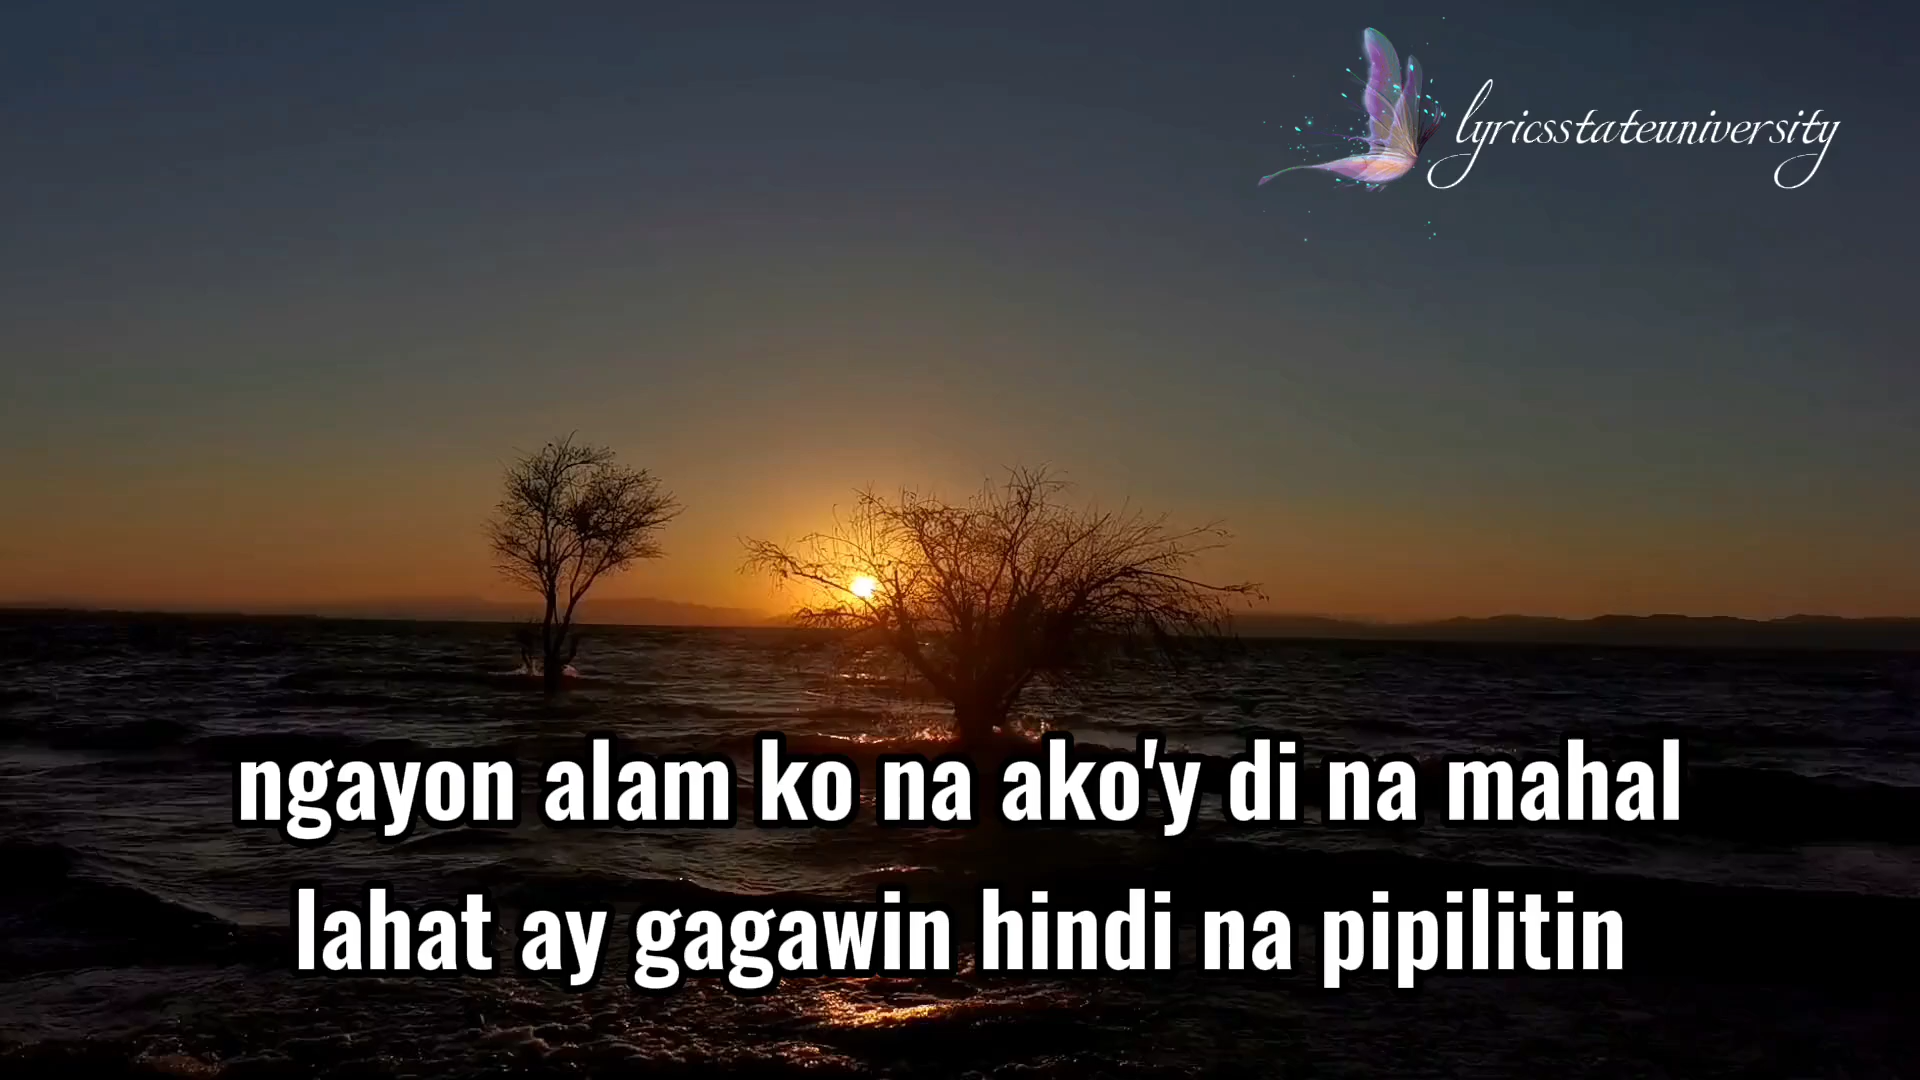 lyricsstateuniversity
ngayon alam ko na ako'y di na mahal
lahat ay gagawin hindi na pipilitin